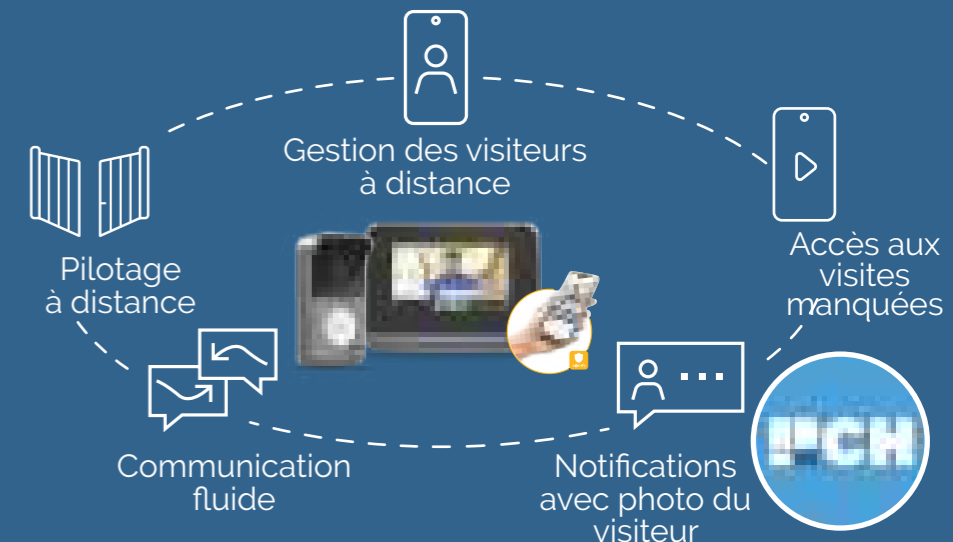 Gestion des visiteurs
à distance
Accès aux
visites
manquées
Pilotage
à distance
Communication
fluide
Notifications
avec photo du
visiteur